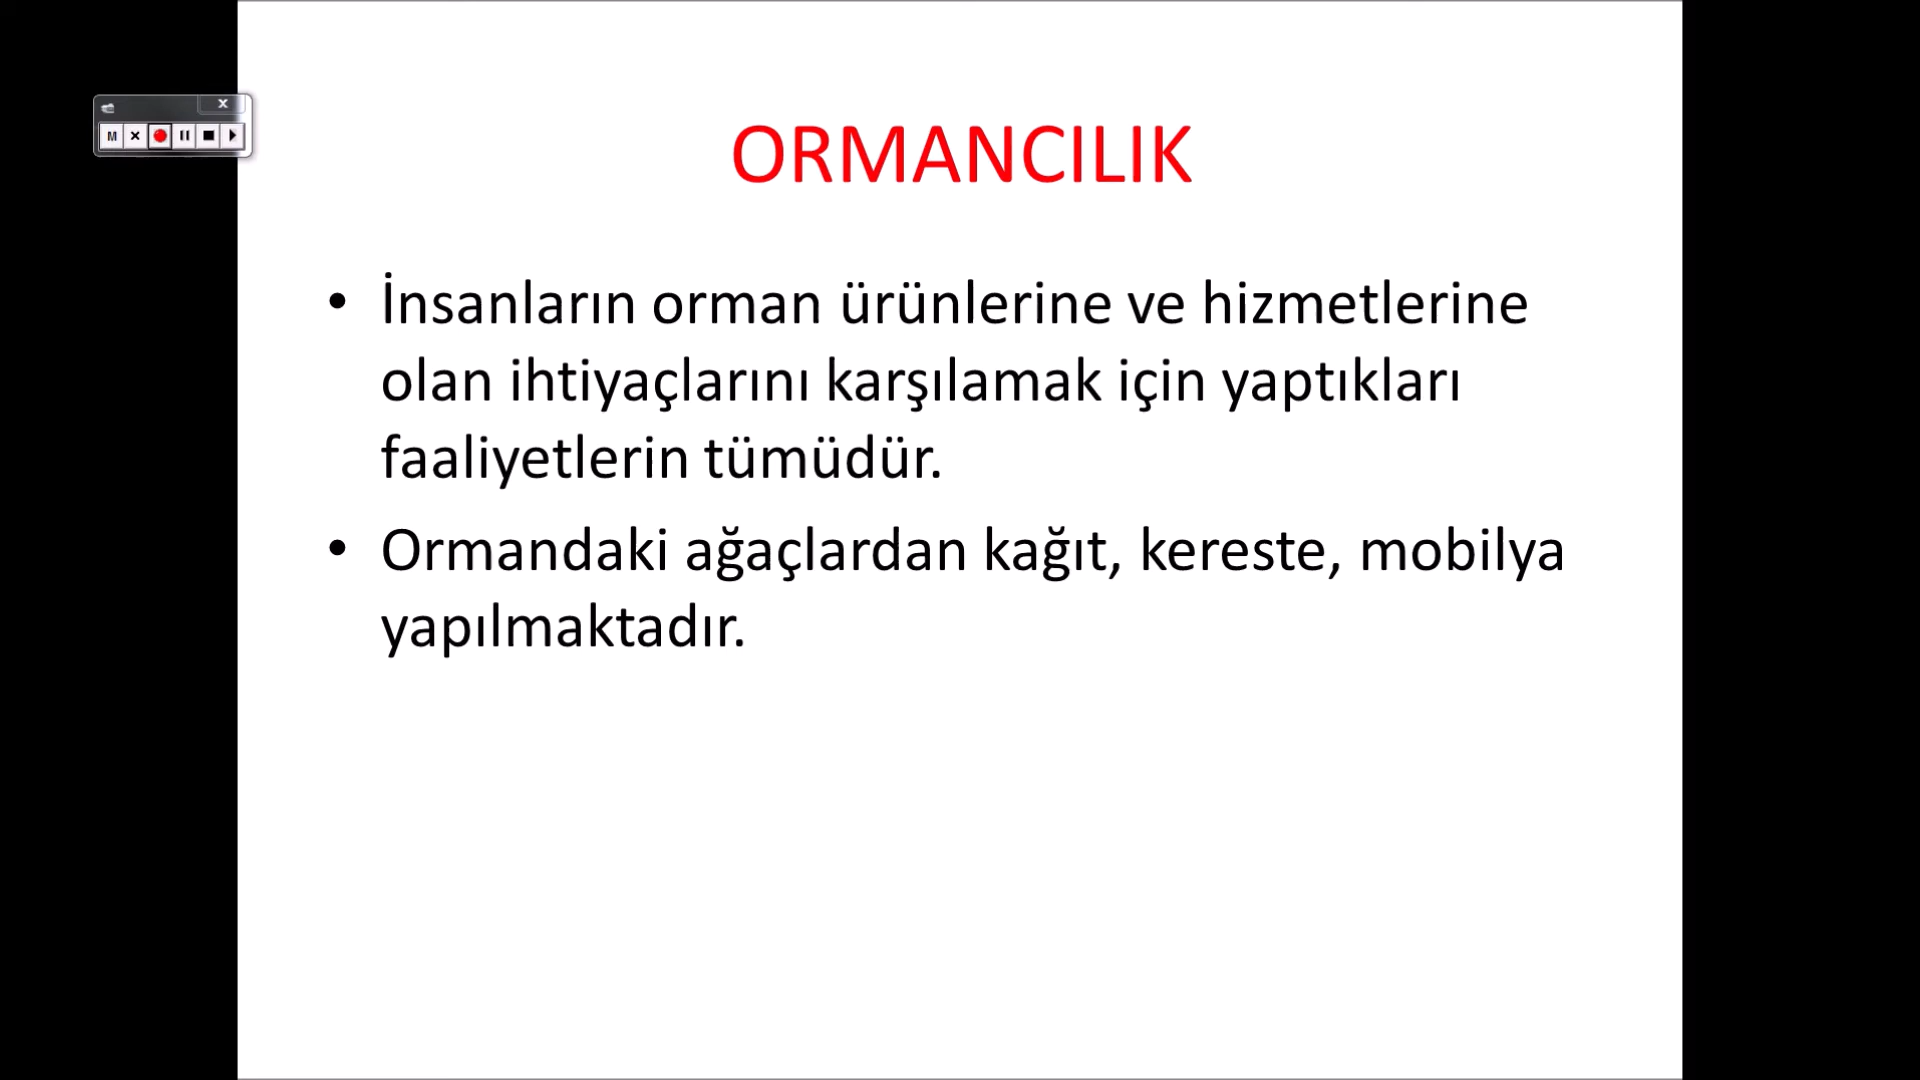 M
ORMANCILIK
• İnsanların orman ürünlerine ve hizmetlerine
olan ihtiyaçlarını karşılamak için yaptıkları
faaliyetlerin tümüdür.
• Ormandaki ağaçlardan kağıt, kereste, mobilya
yapılmaktadır.